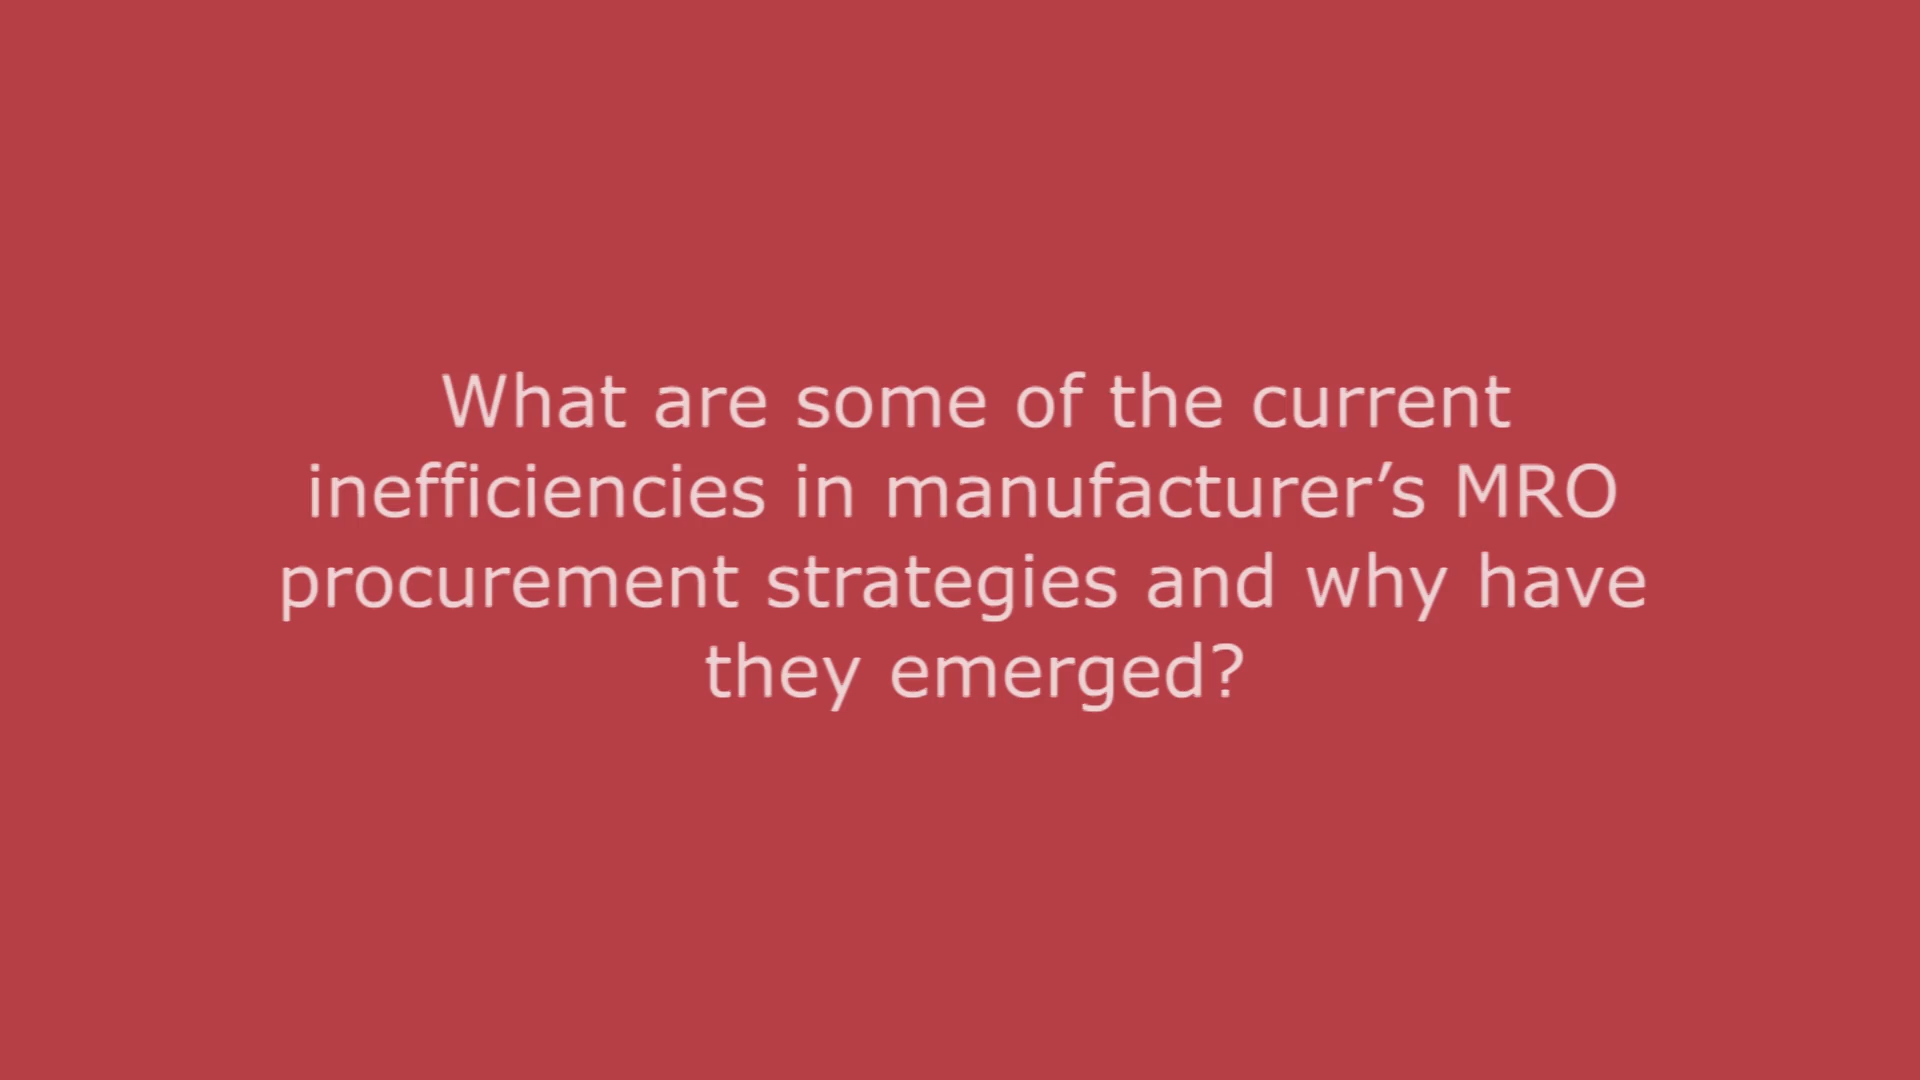 What are some of the current
inefficiencies in manufacturer’s MRO
procurement strategies and why have
they emerged?